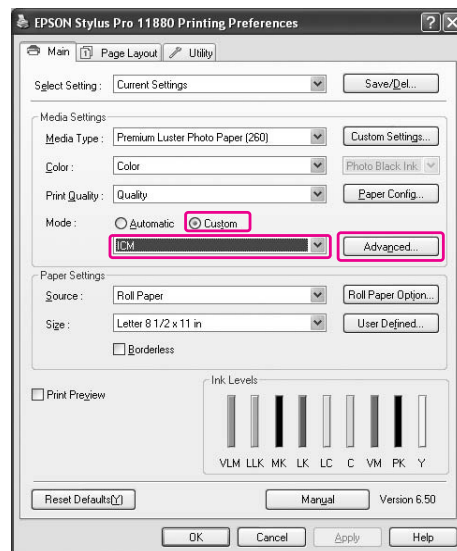 EPSON Stylus Pro 11880 Printing Preferences
Main Page Layout Utility
Select Setting : Current Settings Save/Del...
Media Settings
Media Type : Premium Luster Photo Paper (260) Custom Settings...
Color : Color Photo Black Ink
Print Quality : Quality Paper Config...
Mode : Automatic Custom
ICM Advanced...
Paper Settings
Source : Roll Paper Roll Paper Option...
Size : Letter 8 1/2 x 11 in User Defined...
Borderless
Print Preview
Ink Levels
VLM LLK MK LK LC C VM PK Y
Reset Defaults(Y) Manual Version 6.50
OK Cancel Apply Help